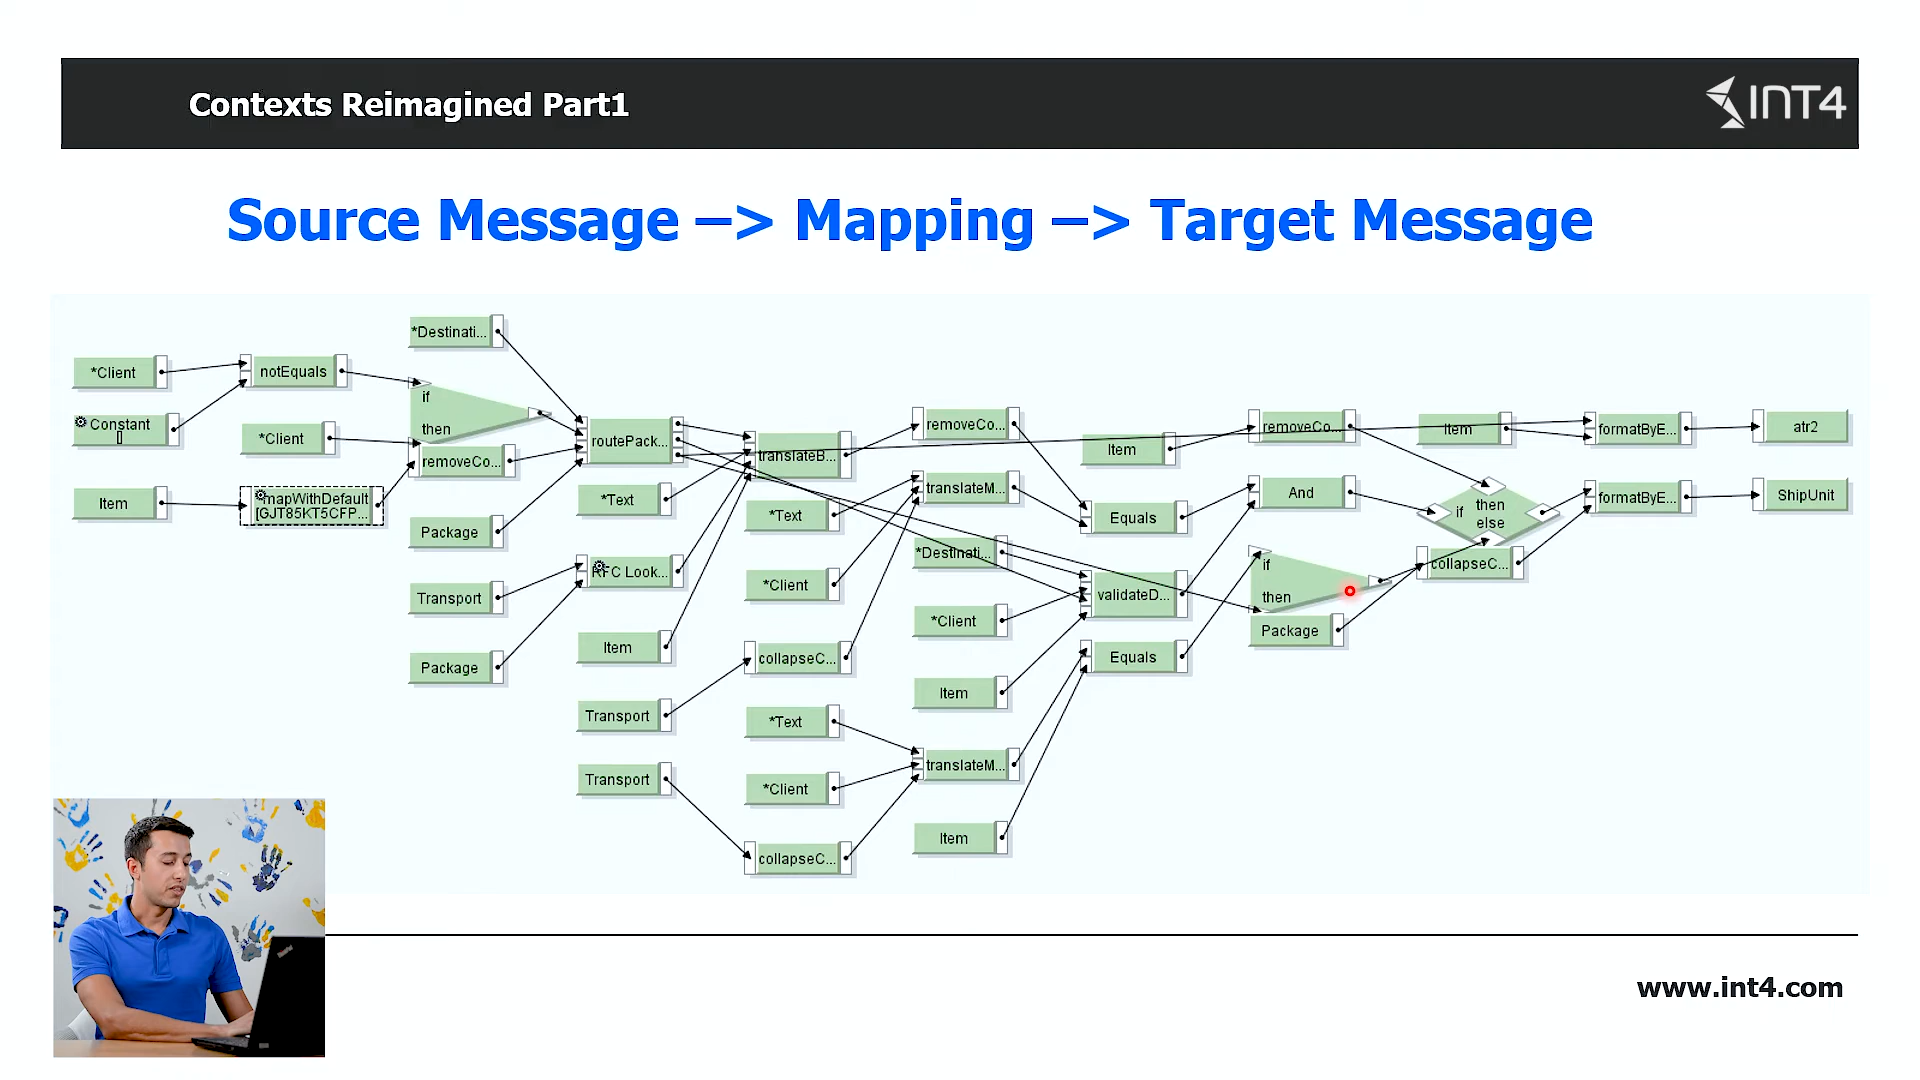 Contexts Reimagined Part1
INT4
Source Message –> Mapping –> Target Message
*Destinati...
*Client
notEquals
if
then
Constant
[]
*Client
removeCo...
Item
mapWithDefault
[GJT85KT5CFP...
Package
Transport
Package
routePack...
*Text
RFC Look...
Item
Transport
Transport
translateB...
*Text
*Client
collapseC...
*Text
*Client
collapseC...
removeCo...
translateM...
*Destinati...
*Client
Item
translateM...
Item
Item
Equals
validateD...
Equals
removeCo...
And
if
then
Package
Item
if then
else
collapseC...
formatByE...
formatByE...
atr2
ShipUnit
www.int4.com